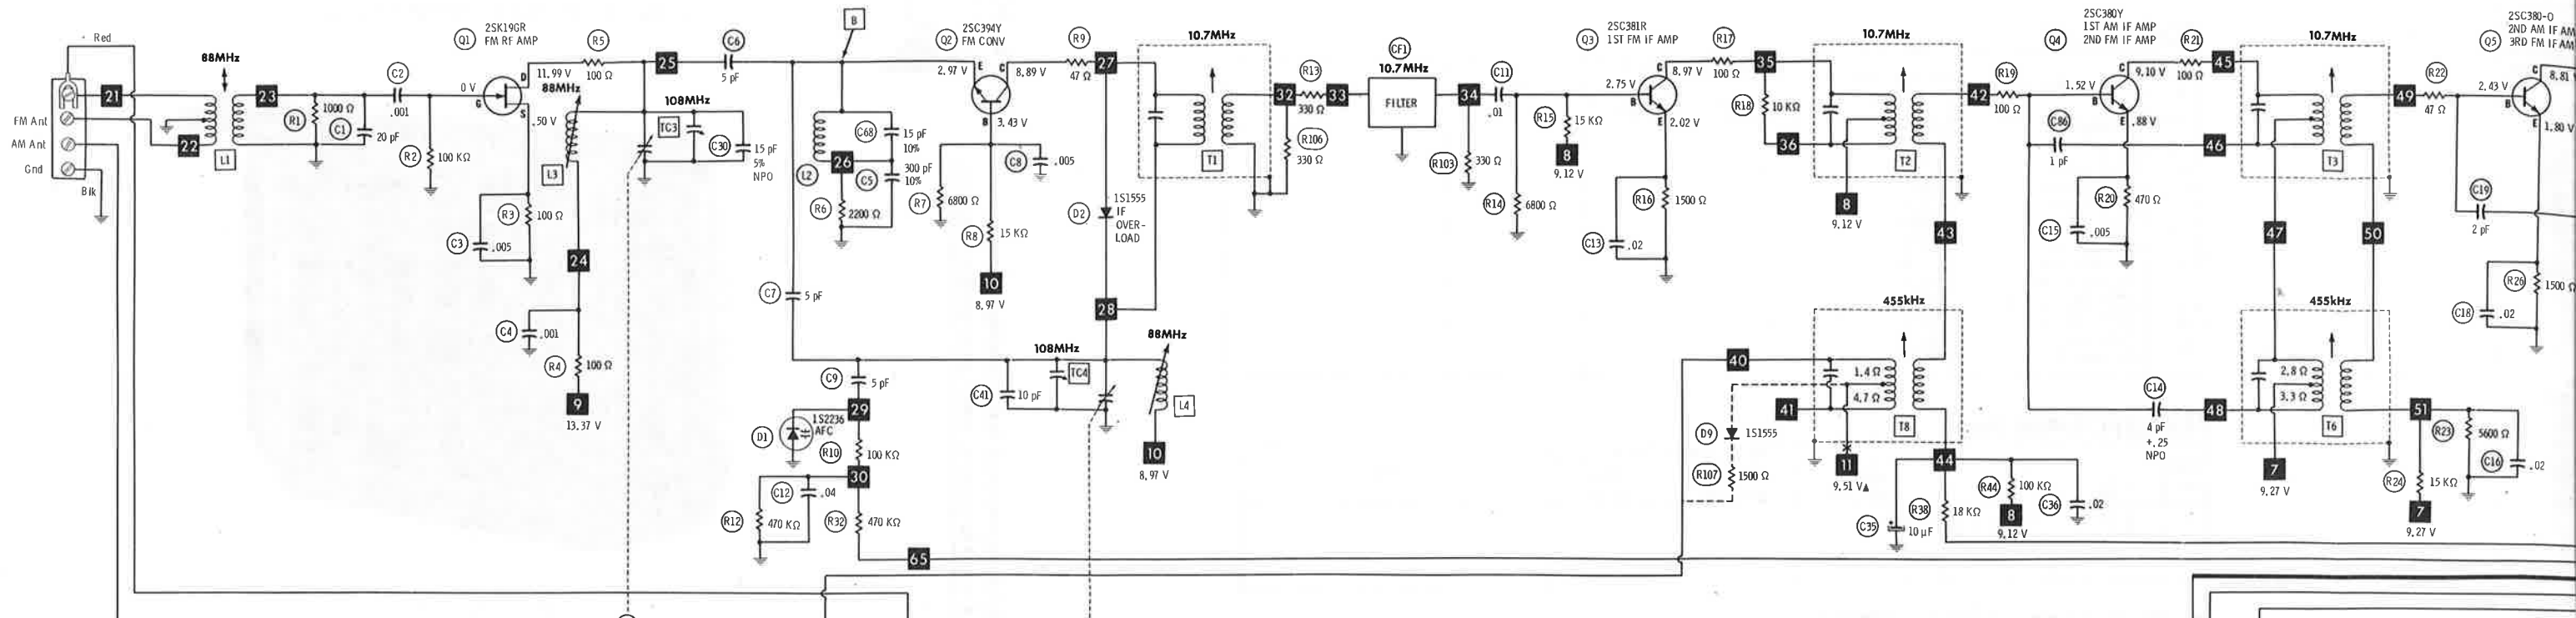 Red
21
FM Ant
AM Ant
Gnd
Blk
22
88MHz
L1
23
R1
1000 Ω
C1
20 pF
C2
.001
R2
100 KΩ
Q1
2SK19GR
FM RF AMP
0 V
G
D
S
11.99 V
.50 V
R5
100 Ω
88MHz
L3
R3
100 Ω
C3
.005
24
C4
.001
R4
100 Ω
9
13.37 V
25
108MHz
TC3
C30
15 pF
5%
NPO
C6
5 pF
B
C68
15 pF
10%
L2
26
C5
300 pF
10%
R6
2200 Ω
C7
5 pF
Q2
2SC394Y
FM CONV
2.97 V
E
C
8.89 V
B
3.43 V
R7
6800 Ω
C8
.005
R8
15 KΩ
10
8.97 V
R9
47 Ω
27
D2
1S1555
IF
OVER-
LOAD
28
108MHz
TC4
C41
10 pF
88MHz
L4
10
8.97 V
C9
5 pF
29
D1
1S2236
AFC
R10
100 KΩ
30
C12
.04
R12
470 KΩ
R32
470 KΩ
65
10.7MHz
T1
32
R13
330 Ω
33
R106
330 Ω
CF1
10.7MHz
FILTER
34
R103
330 Ω
C11
.01
R14
6800 Ω
R15
15 KΩ
8
9.12 V
Q3
2SC381R
1ST FM IF AMP
2.75 V
B
C
8.97 V
E
2.02 V
R16
1500 Ω
C13
.02
R17
100 Ω
35
R18
10 KΩ
36
10.7MHz
T2
8
9.12 V
42
43
R19
100 Ω
455kHz
40
41
1.4 Ω
4.7 Ω
T8
D9
1S1555
R107
1500 Ω
11
9.51 V▲
44
C35
10 µF
R38
18 KΩ
R44
100 KΩ
8
9.12 V
C36
.02
Q4
2SC380Y
1ST AM IF AMP
2ND FM IF AMP
1.52 V
B
C
9.10 V
E
.88 V
C86
1 pF
46
R20
470 Ω
C15
.005
R21
100 Ω
45
10.7MHz
T3
47
50
C14
4 pF
+.25
NPO
48
455kHz
2.8 Ω
3.3 Ω
T6
7
9.27 V
49
R22
47 Ω
C19
2 pF
51
R23
5600 Ω
C16
.02
R24
15 KΩ
7
9.27 V
Q5
2SC380-O
2ND AM IF AM
3RD FM IF AM
2.43 V
B
C
8.81
E
1.80 V
R26
1500 Ω
C18
.02